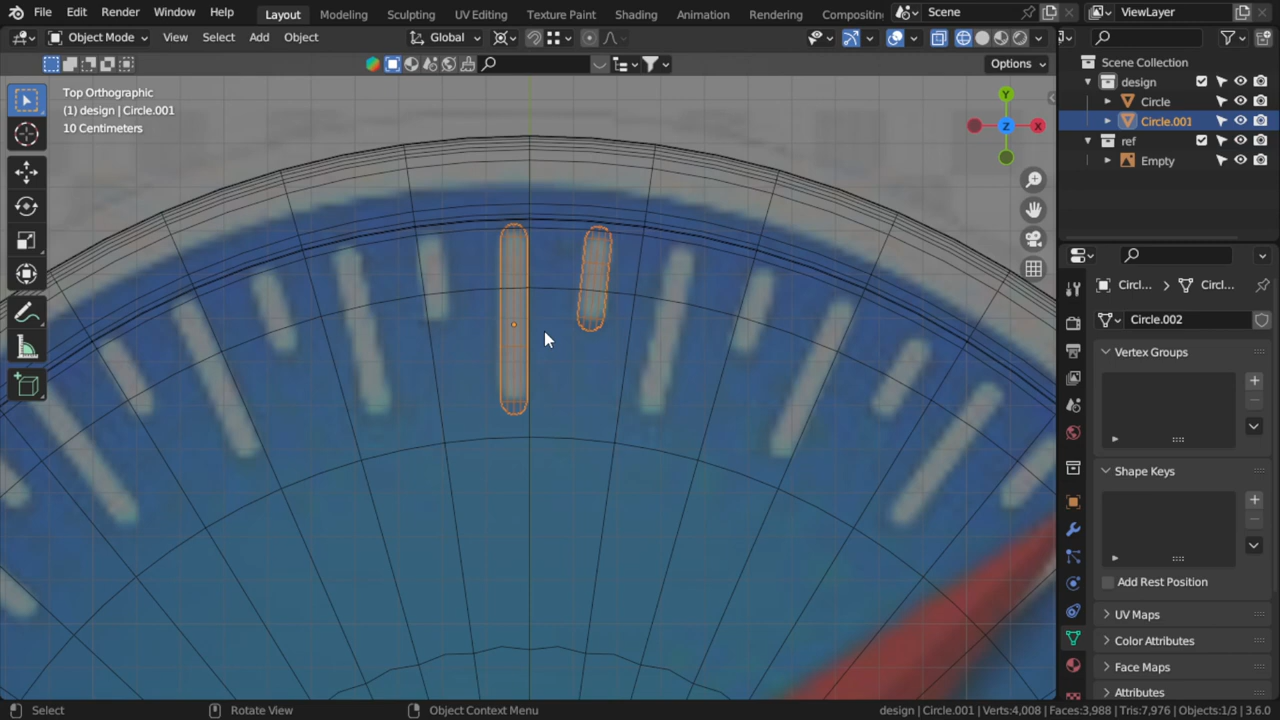 File Edit Render Window Help Layout Modeling Sculpting UV Editing Texture Paint Shading Animation Rendering Compositing Scene ViewLayer
Object Mode View Select Add Object Global
Options
Top Orthographic
(1) design | Circle.001
10 Centimeters
Y
Z
X
Scene Collection
design
Circle
Circle.001
ref
Empty
Circl... Circl...
Circle.002
Vertex Groups
Shape Keys
Add Rest Position
UV Maps
Color Attributes
Face Maps
Attributes
Select Rotate View Object Context Menu design | Circle.001 | Verts:4,008 | Faces:3,988 | Tris:7,976 | Objects:1/3 | 3.6.0